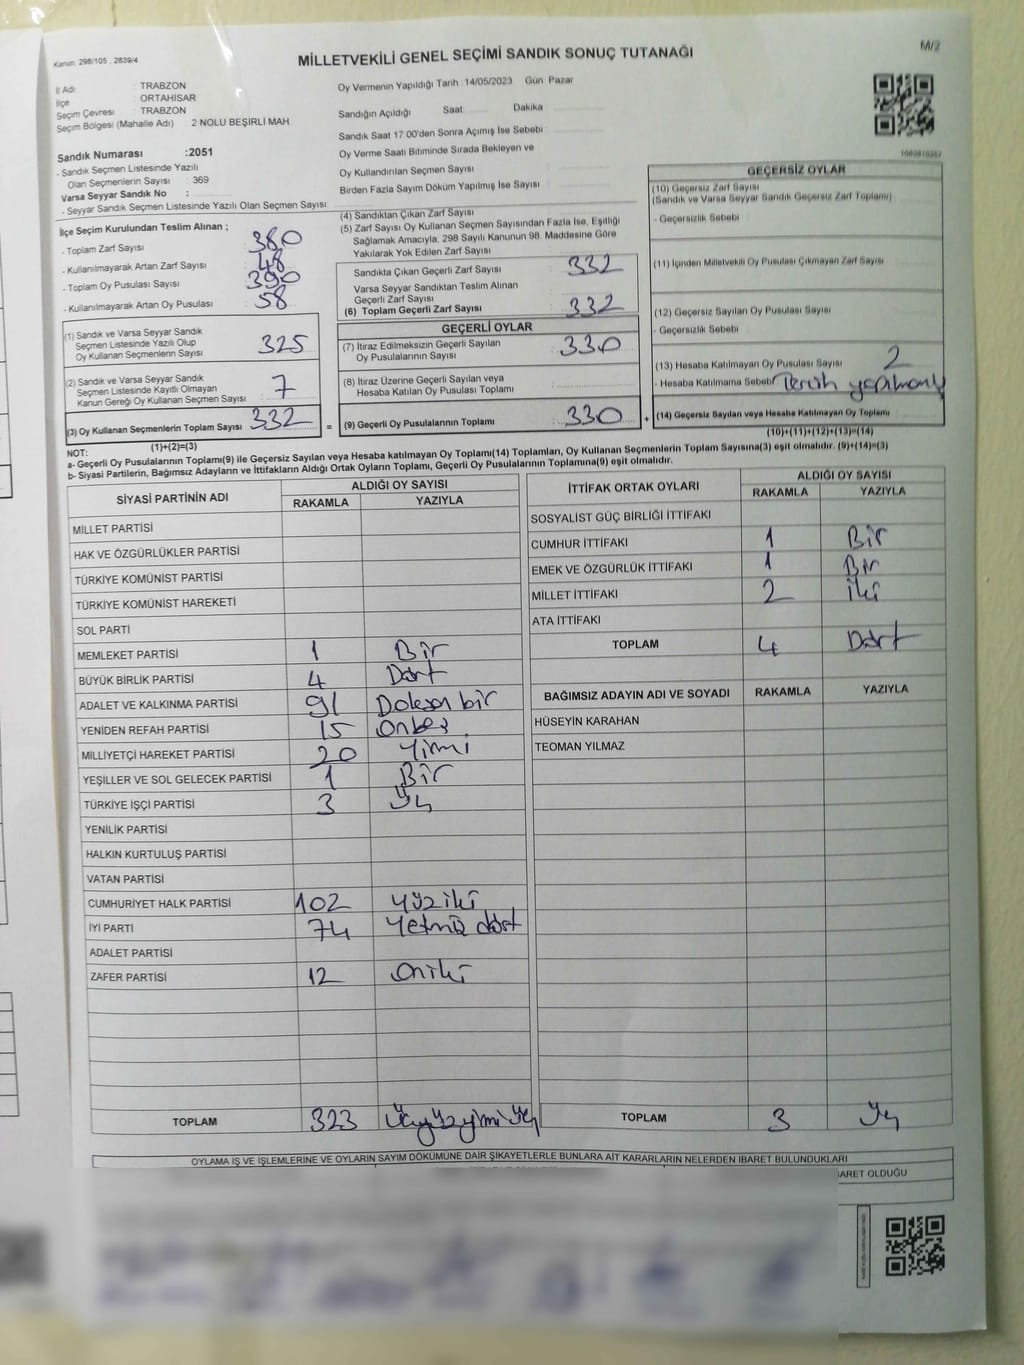 Kanun: 298/105, 2839/4
MİLLETVEKİLİ GENEL SEÇİMİ SANDIK SONUÇ TUTANAĞI
M/2
İl Adı : TRABZON
İlçe : ORTAHİSAR
Seçim Çevresi : TRABZON
Seçim Bölgesi (Mahalle Adı) : 2 NOLU BEŞİRLİ MAH
Sandık Numarası :2051
- Sandık Seçmen Listesinde Yazılı
Olan Seçmenlerin Sayısı : 369
Varsa Seyyar Sandık No :
- Seyyar Sandık Seçmen Listesinde Yazılı Olan Seçmen Sayısı:
Oy Vermenin Yapıldığı Tarih : 14/05/2023 Gün: Pazar
Sandığın Açıldığı Saat Dakika
Sandık Saat 17:00'den Sonra Açımış İse Sebebi
Oy Verme Saati Bitiminde Sırada Bekleyen ve
Oy Kullandırılan Seçmen Sayısı
Birden Fazla Sayım Döküm Yapılmış İse Sayısı
İlçe Seçim Kurulundan Teslim Alınan ;
- Toplam Zarf Sayısı 380
- Kullanılmayarak Artan Zarf Sayısı 48
- Toplam Oy Pusulası Sayısı 390
- Kullanılmayarak Artan Oy Pusulası 58
(1) Sandık ve Varsa Seyyar Sandık
Seçmen Listesinde Yazılı Olup
Oy Kullanan Seçmenlerin Sayısı 325
(2) Sandık ve Varsa Seyyar Sandık
Seçmen Listesinde Kayıtlı Olmayan
Kanun Gereği Oy Kullanan Seçmen Sayısı 7
(3) Oy Kullanan Seçmenlerin Toplam Sayısı 332
(1)+(2)=(3)
(4) Sandıktan Çıkan Zarf Sayısı
(5) Zarf Sayısı Oy Kullanan Seçmen Sayısından Fazla İse, Eşitliği
Sağlamak Amacıyla, 298 Sayılı Kanunun 98. Maddesine Göre
Yakılarak Yok Edilen Zarf Sayısı
Sandıkta Çıkan Geçerli Zarf Sayısı 332
Varsa Seyyar Sandıktan Teslim Alınan
Geçerli Zarf Sayısı
(6) Toplam Geçerli Zarf Sayısı 332
GEÇERLİ OYLAR
(7) İtiraz Edilmeksizin Geçerli Sayılan
Oy Pusulalarının Sayısı 330
(8) İtiraz Üzerine Geçerli Sayılan veya
Hesaba Katılan Oy Pusulası Toplamı
= (9) Geçerli Oy Pusulalarının Toplamı 330 +
GEÇERSİZ OYLAR
(10) Geçersiz Zarf Sayısı
(Sandık ve Varsa Seyyar Sandık Geçersiz Zarf Toplamı)
- Geçersizlik Sebebi
(11) İçinden Milletvekili Oy Pusulası Çıkmayan Zarf Sayısı
(12) Geçersiz Sayılan Oy Pusulası Sayısı
- Geçersizlik Sebebi
(13) Hesaba Katılmayan Oy Pusulası Sayısı 2
- Hesaba Katılmama Sebebi Tercih
(14) Geçersiz Sayılan veya Hesaba Katılmayan Oy Toplamı
(10)+(11)+(12)+(13)=(14)
NOT:
a- Geçerli Oy Pusulalarının Toplamı(9) ile Geçersiz Sayılan veya Hesaba katılmayan Oy Toplamı(14) Toplamları, Oy Kullanan Seçmenlerin Toplam Sayısına(3) eşit olmalıdır. (9)+(14)=(3)
b- Siyasi Partilerin, Bağımsız Adayların ve İttifakların Aldığı Ortak Oyların Toplamı, Geçerli Oy Pusulalarının Toplamına(9) eşit olmalıdır.
SİYASİ PARTİNİN ADI
ALDIĞI OY SAYISI
RAKAMLA YAZIYLA
MİLLET PARTİSİ
HAK VE ÖZGÜRLÜKLER PARTİSİ
TÜRKİYE KOMÜNİST PARTİSİ
TÜRKİYE KOMÜNİST HAREKETİ
SOL PARTİ
MEMLEKET PARTİSİ 1 Bir
BÜYÜK BİRLİK PARTİSİ 4 Dört
ADALET VE KALKINMA PARTİSİ 91 Doksan bir
YENİDEN REFAH PARTİSİ 15 Onbeş
MİLLİYETÇİ HAREKET PARTİSİ 20 Yirmi
YEŞİLLER VE SOL GELECEK PARTİSİ 1 Bir
TÜRKİYE İŞÇİ PARTİSİ 3 Üç
YENİLİK PARTİSİ
HALKIN KURTULUŞ PARTİSİ
VATAN PARTİSİ
CUMHURİYET HALK PARTİSİ 102 Yüziki
İYİ PARTİ 74 Yetmiş dört
ADALET PARTİSİ
ZAFER PARTİSİ 12 Oniki
TOPLAM 323 Üçyüzyirmi üç
İTTİFAK ORTAK OYLARI
ALDIĞI OY SAYISI
RAKAMLA YAZIYLA
SOSYALİST GÜÇ BİRLİĞİ İTTİFAKI
CUMHUR İTTİFAKI 1 Bir
EMEK VE ÖZGÜRLÜK İTTİFAKI 1 Bir
MİLLET İTTİFAKI 2 İki
ATA İTTİFAKI
TOPLAM 4 Dört
BAĞIMSIZ ADAYIN ADI VE SOYADI RAKAMLA YAZIYLA
HÜSEYİN KARAHAN
TEOMAN YILMAZ
TOPLAM 3 Üç
OYLAMA İŞ VE İŞLEMLERİNE VE OYLARIN SAYIM DÖKÜMÜNE DAİR ŞİKAYETLERLE BUNLARA AİT KARARLARIN NELERDEN İBARET BULUNDUKLARI
BARET OLDUĞU